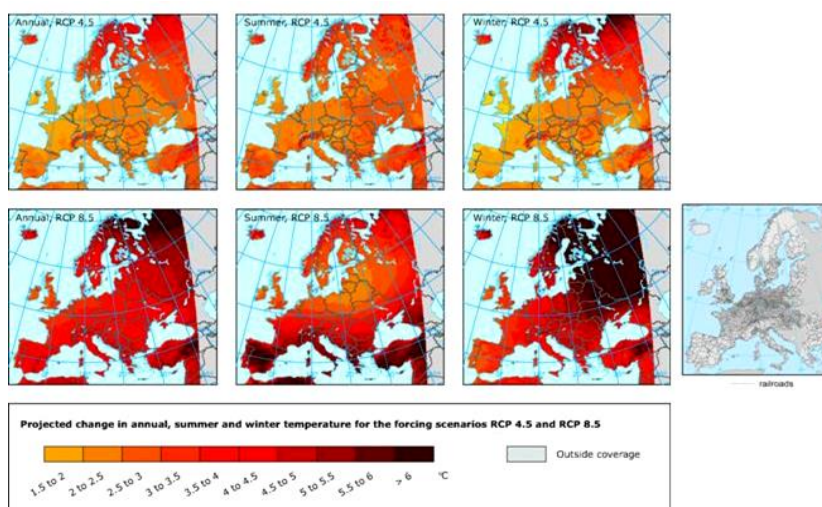 Annual, RCP 4.5
Summer, RCP 4.5
Winter, RCP 4.5
Annual, RCP 8.5
Summer, RCP 8.5
Winter, RCP 8.5
railroads
Projected change in annual, summer and winter temperature for the forcing scenarios RCP 4.5 and RCP 8.5
1.5 to 2
2 to 2.5
2.5 to 3
3 to 3.5
3.5 to 4
4 to 4.5
4.5 to 5
5 to 5.5
5.5 to 6
> 6
°C
Outside coverage